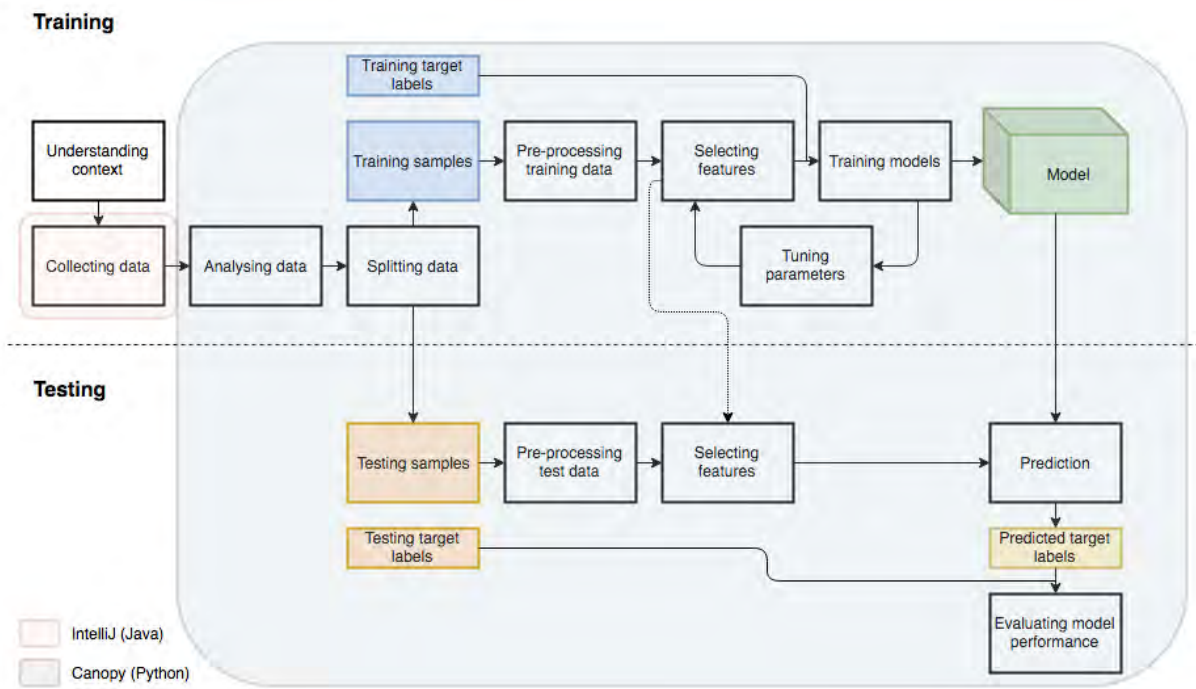 Training
Training target
labels
Understanding
context
Training samples
Pre-processing
training data
Selecting
features
Training models
Model
Collecting data
Analysing data
Splitting data
Tuning
parameters
Testing
Testing samples
Pre-processing
test data
Selecting
features
Prediction
Testing target
labels
Predicted target
labels
Evaluating model
performance
IntelliJ (Java)
Canopy (Python)